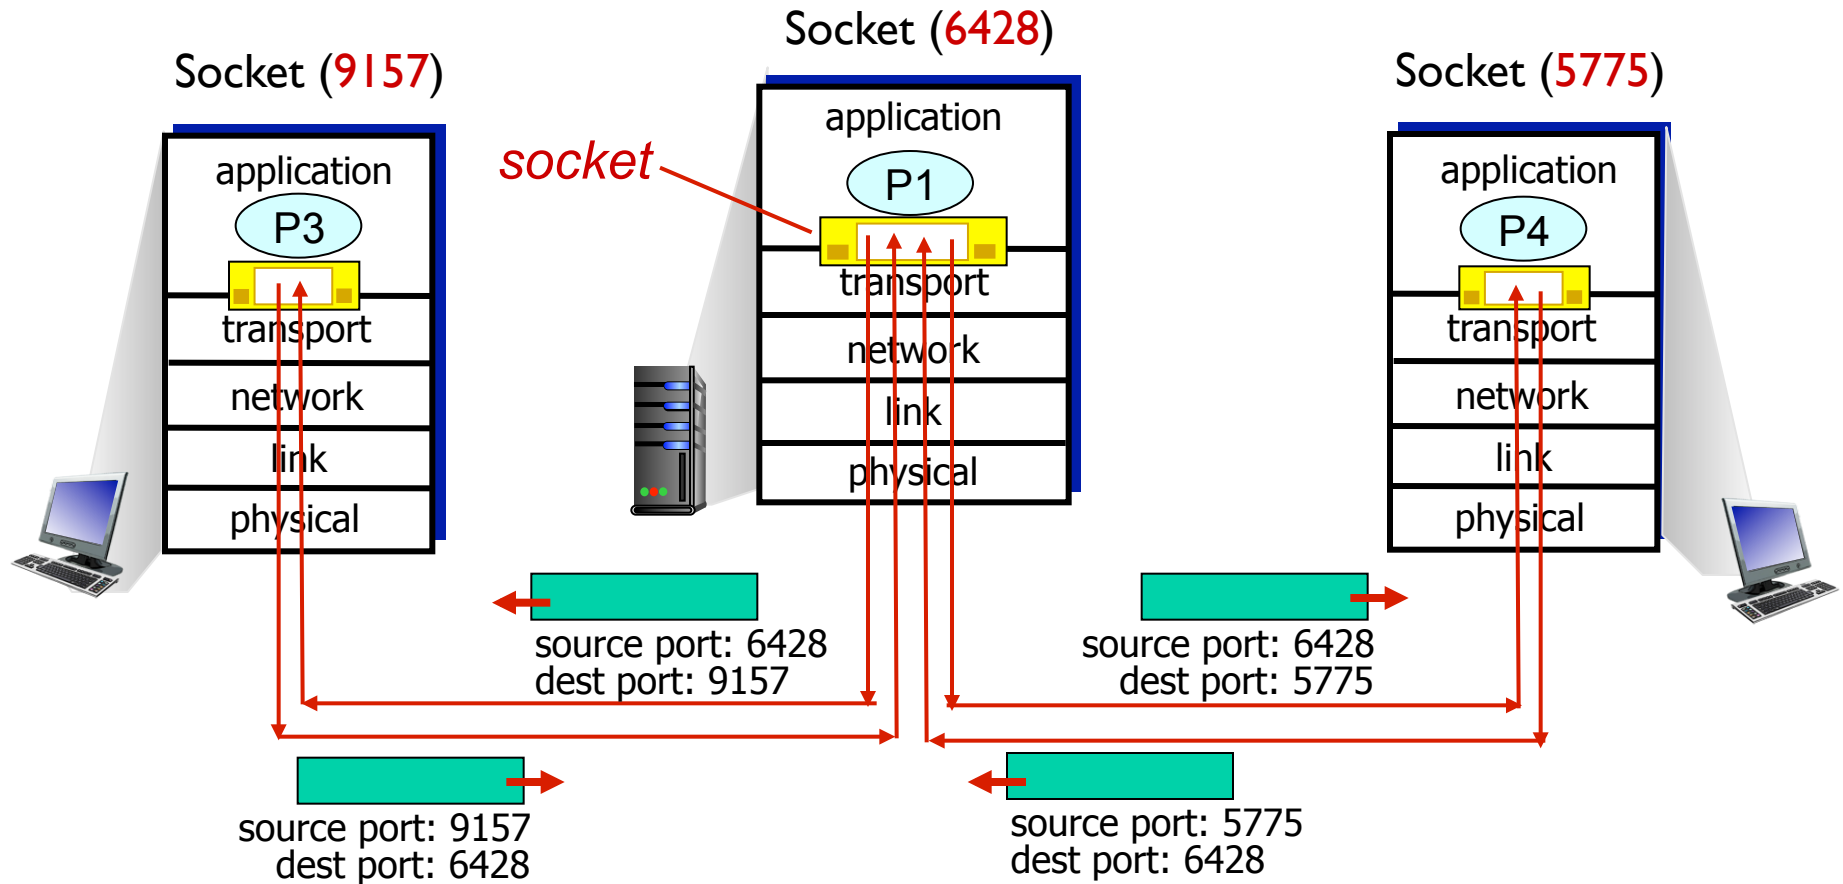 Socket (6428)
Socket (9157)
Socket (5775)
socket
application
P3
transport
network
link
physical
application
P1
transport
network
link
physical
application
P4
transport
network
link
physical
source port: 6428
dest port: 9157
source port: 6428
dest port: 5775
source port: 9157
dest port: 6428
source port: 5775
dest port: 6428